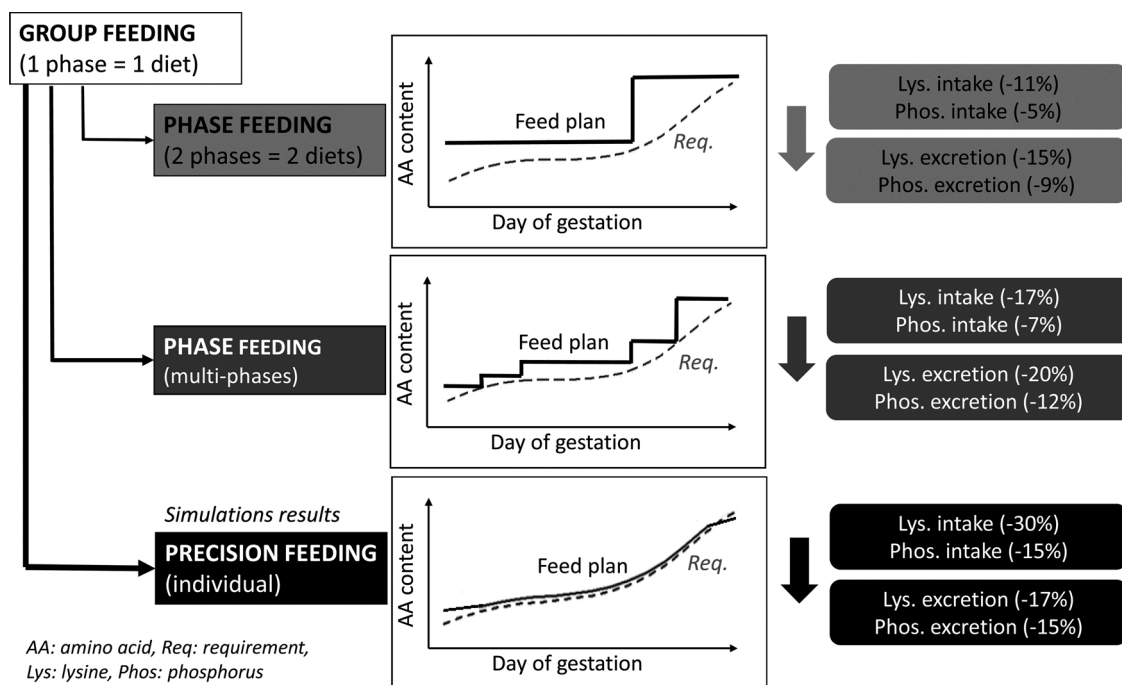 GROUP FEEDING
(1 phase = 1 diet)
PHASE FEEDING
(2 phases = 2 diets)
AA content
Feed plan
Req.
Day of gestation
Lys. intake (-11%)
Phos. intake (-5%)
Lys. excretion (-15%)
Phos. excretion (-9%)
PHASE FEEDING
(multi-phases)
AA content
Feed plan
Req.
Day of gestation
Lys. intake (-17%)
Phos. intake (-7%)
Lys. excretion (-20%)
Phos. excretion (-12%)
Simulations results
PRECISION FEEDING
(individual)
AA content
Feed plan
Req.
Day of gestation
Lys. intake (-30%)
Phos. intake (-15%)
Lys. excretion (-17%)
Phos. excretion (-15%)
AA: amino acid, Req: requirement,
Lys: lysine, Phos: phosphorus